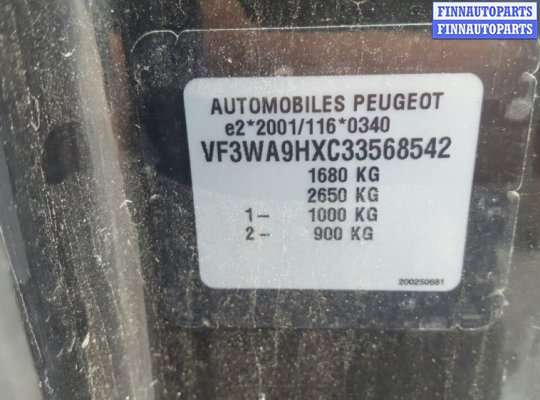 FINNAUTOPARTS
FINNAUTOPARTS
AUTOMOBILES PEUGEOT
e2*2001/116*0340
VF3WA9HXC33568542
1680 KG
2650 KG
1– 1000 KG
2– 900 KG
200250681